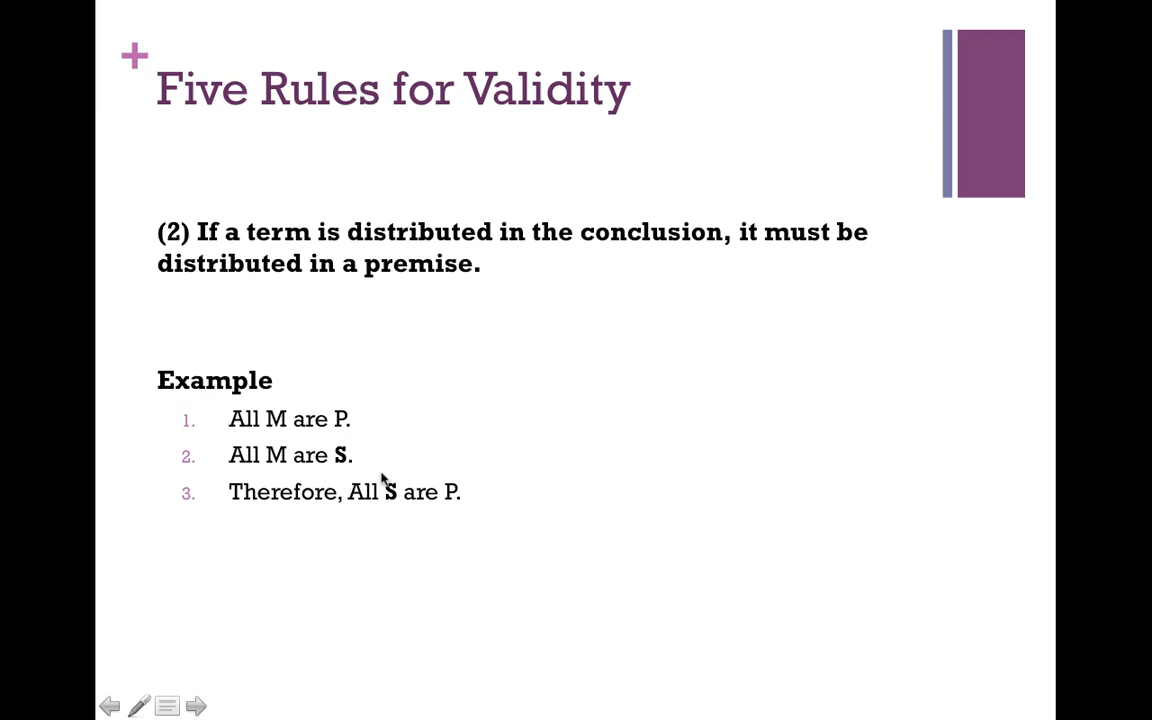 +
Five Rules for Validity
(2) If a term is distributed in the conclusion, it must be
distributed in a premise.
Example
1. All M are P.
2. All M are S.
3. Therefore, All S are P.